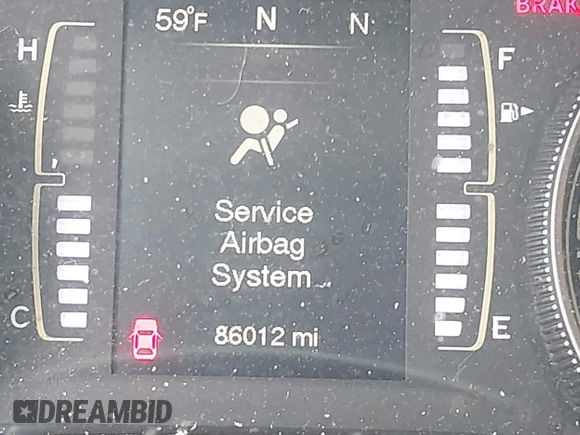 BRAK
59°F N N
H
F
Service
Airbag
System
C
E
86012 mi
DREAMBID